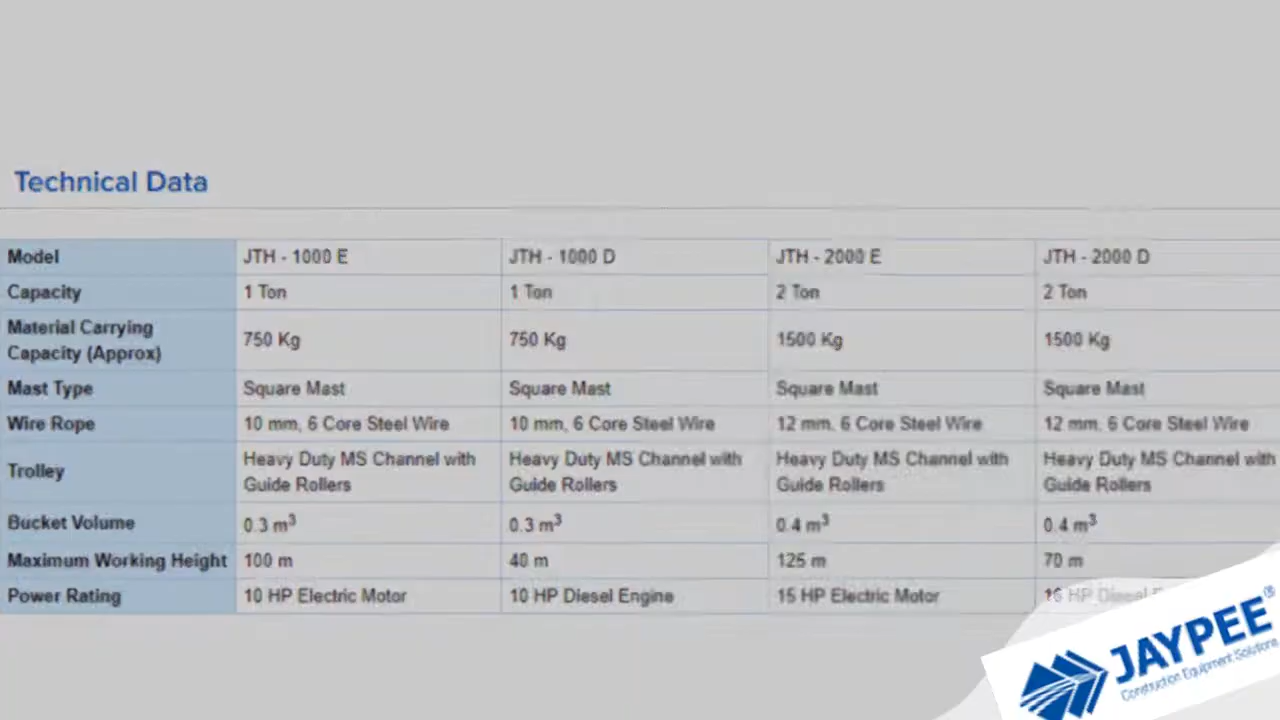 Technical Data
Model JTH - 1000 E JTH - 1000 D JTH - 2000 E JTH - 2000 D
Capacity 1 Ton 1 Ton 2 Ton 2 Ton
Material Carrying
Capacity (Approx) 750 Kg 750 Kg 1500 Kg 1500 Kg
Mast Type Square Mast Square Mast Square Mast Square Mast
Wire Rope 10 mm, 6 Core Steel Wire 10 mm, 6 Core Steel Wire 12 mm, 6 Core Steel Wire 12 mm, 6 Core Steel Wire
Trolley Heavy Duty MS Channel with Heavy Duty MS Channel with Heavy Duty MS Channel with Heavy Duty MS Channel with
Guide Rollers Guide Rollers Guide Rollers Guide Rollers
Bucket Volume 0.3 m³ 0.3 m³ 0.4 m³ 0.4 m³
Maximum Working Height 100 m 40 m 125 m 70 m
Power Rating 10 HP Electric Motor 10 HP Diesel Engine 15 HP Electric Motor HP Diesel
JAYPEE®
Construction Equipment Solutions